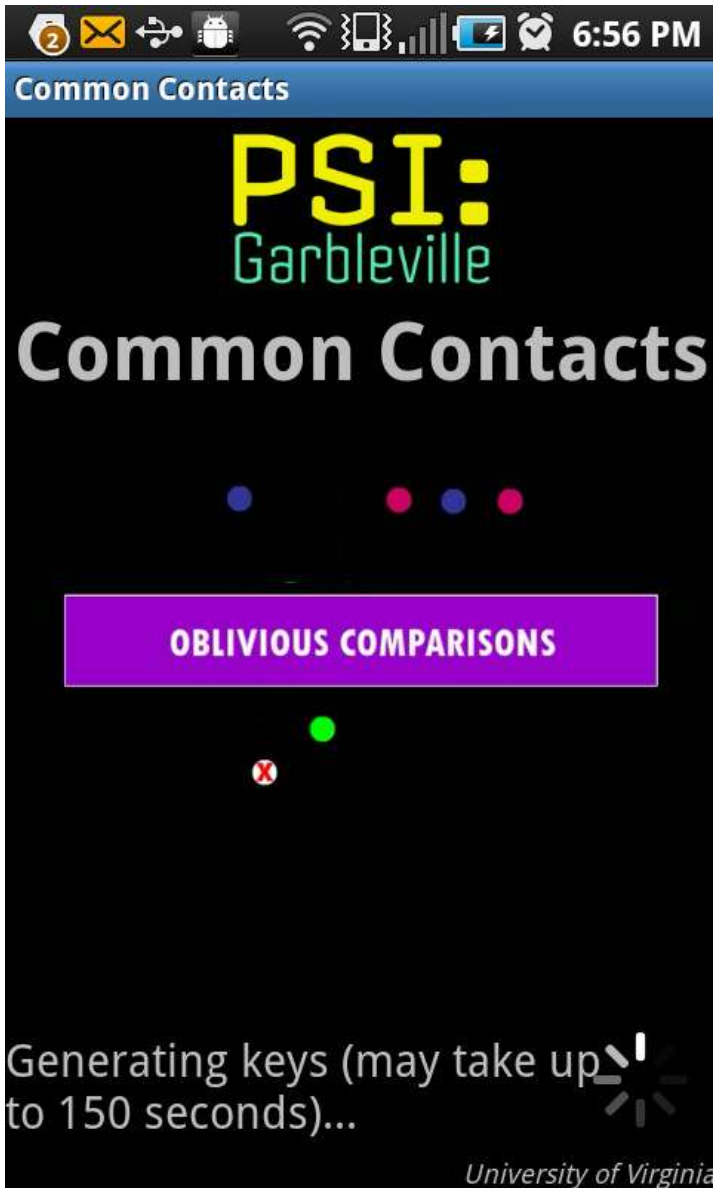 2 6:56 PM
Common Contacts
PSI:
Garbleville
Common Contacts
OBLIVIOUS COMPARISONS
X
Generating keys (may take up
to 150 seconds)...
University of Virginia